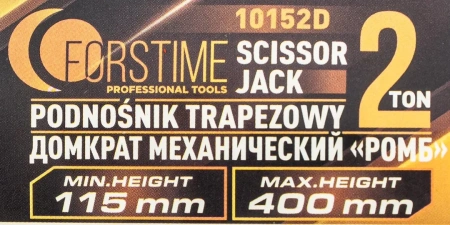 10152D
FORSTIME
PROFESSIONAL TOOLS
SCISSOR
JACK
2 TON
PODNOŚNIK TRAPEZOWY
ДОМКРАТ МЕХАНИЧЕСКИЙ «РОМБ»
MIN.HEIGHT
115 mm
MAX.HEIGHT
400 mm